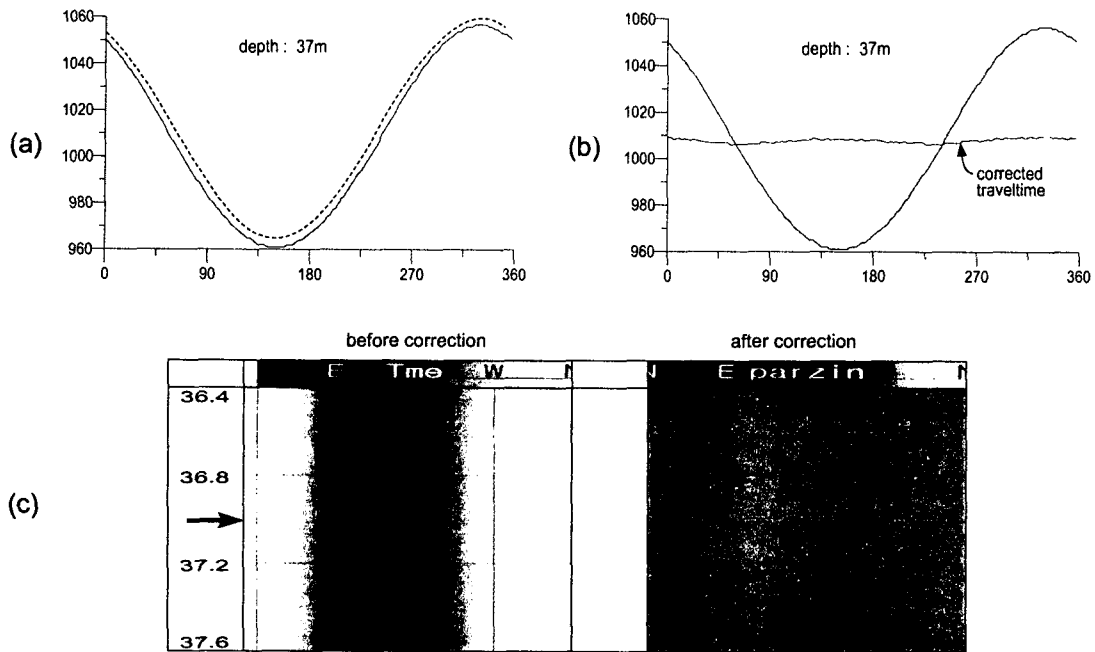 (a)
1060
1040
1020
1000
980
960
depth : 37m
0 90 180 270 360
(b)
1060
1040
1020
1000
980
960
depth : 37m
corrected
traveltime
0 90 180 270 360
(c)
before correction
after correction
E Tme W N
N E parzin N
36.4
36.8
37.2
37.6